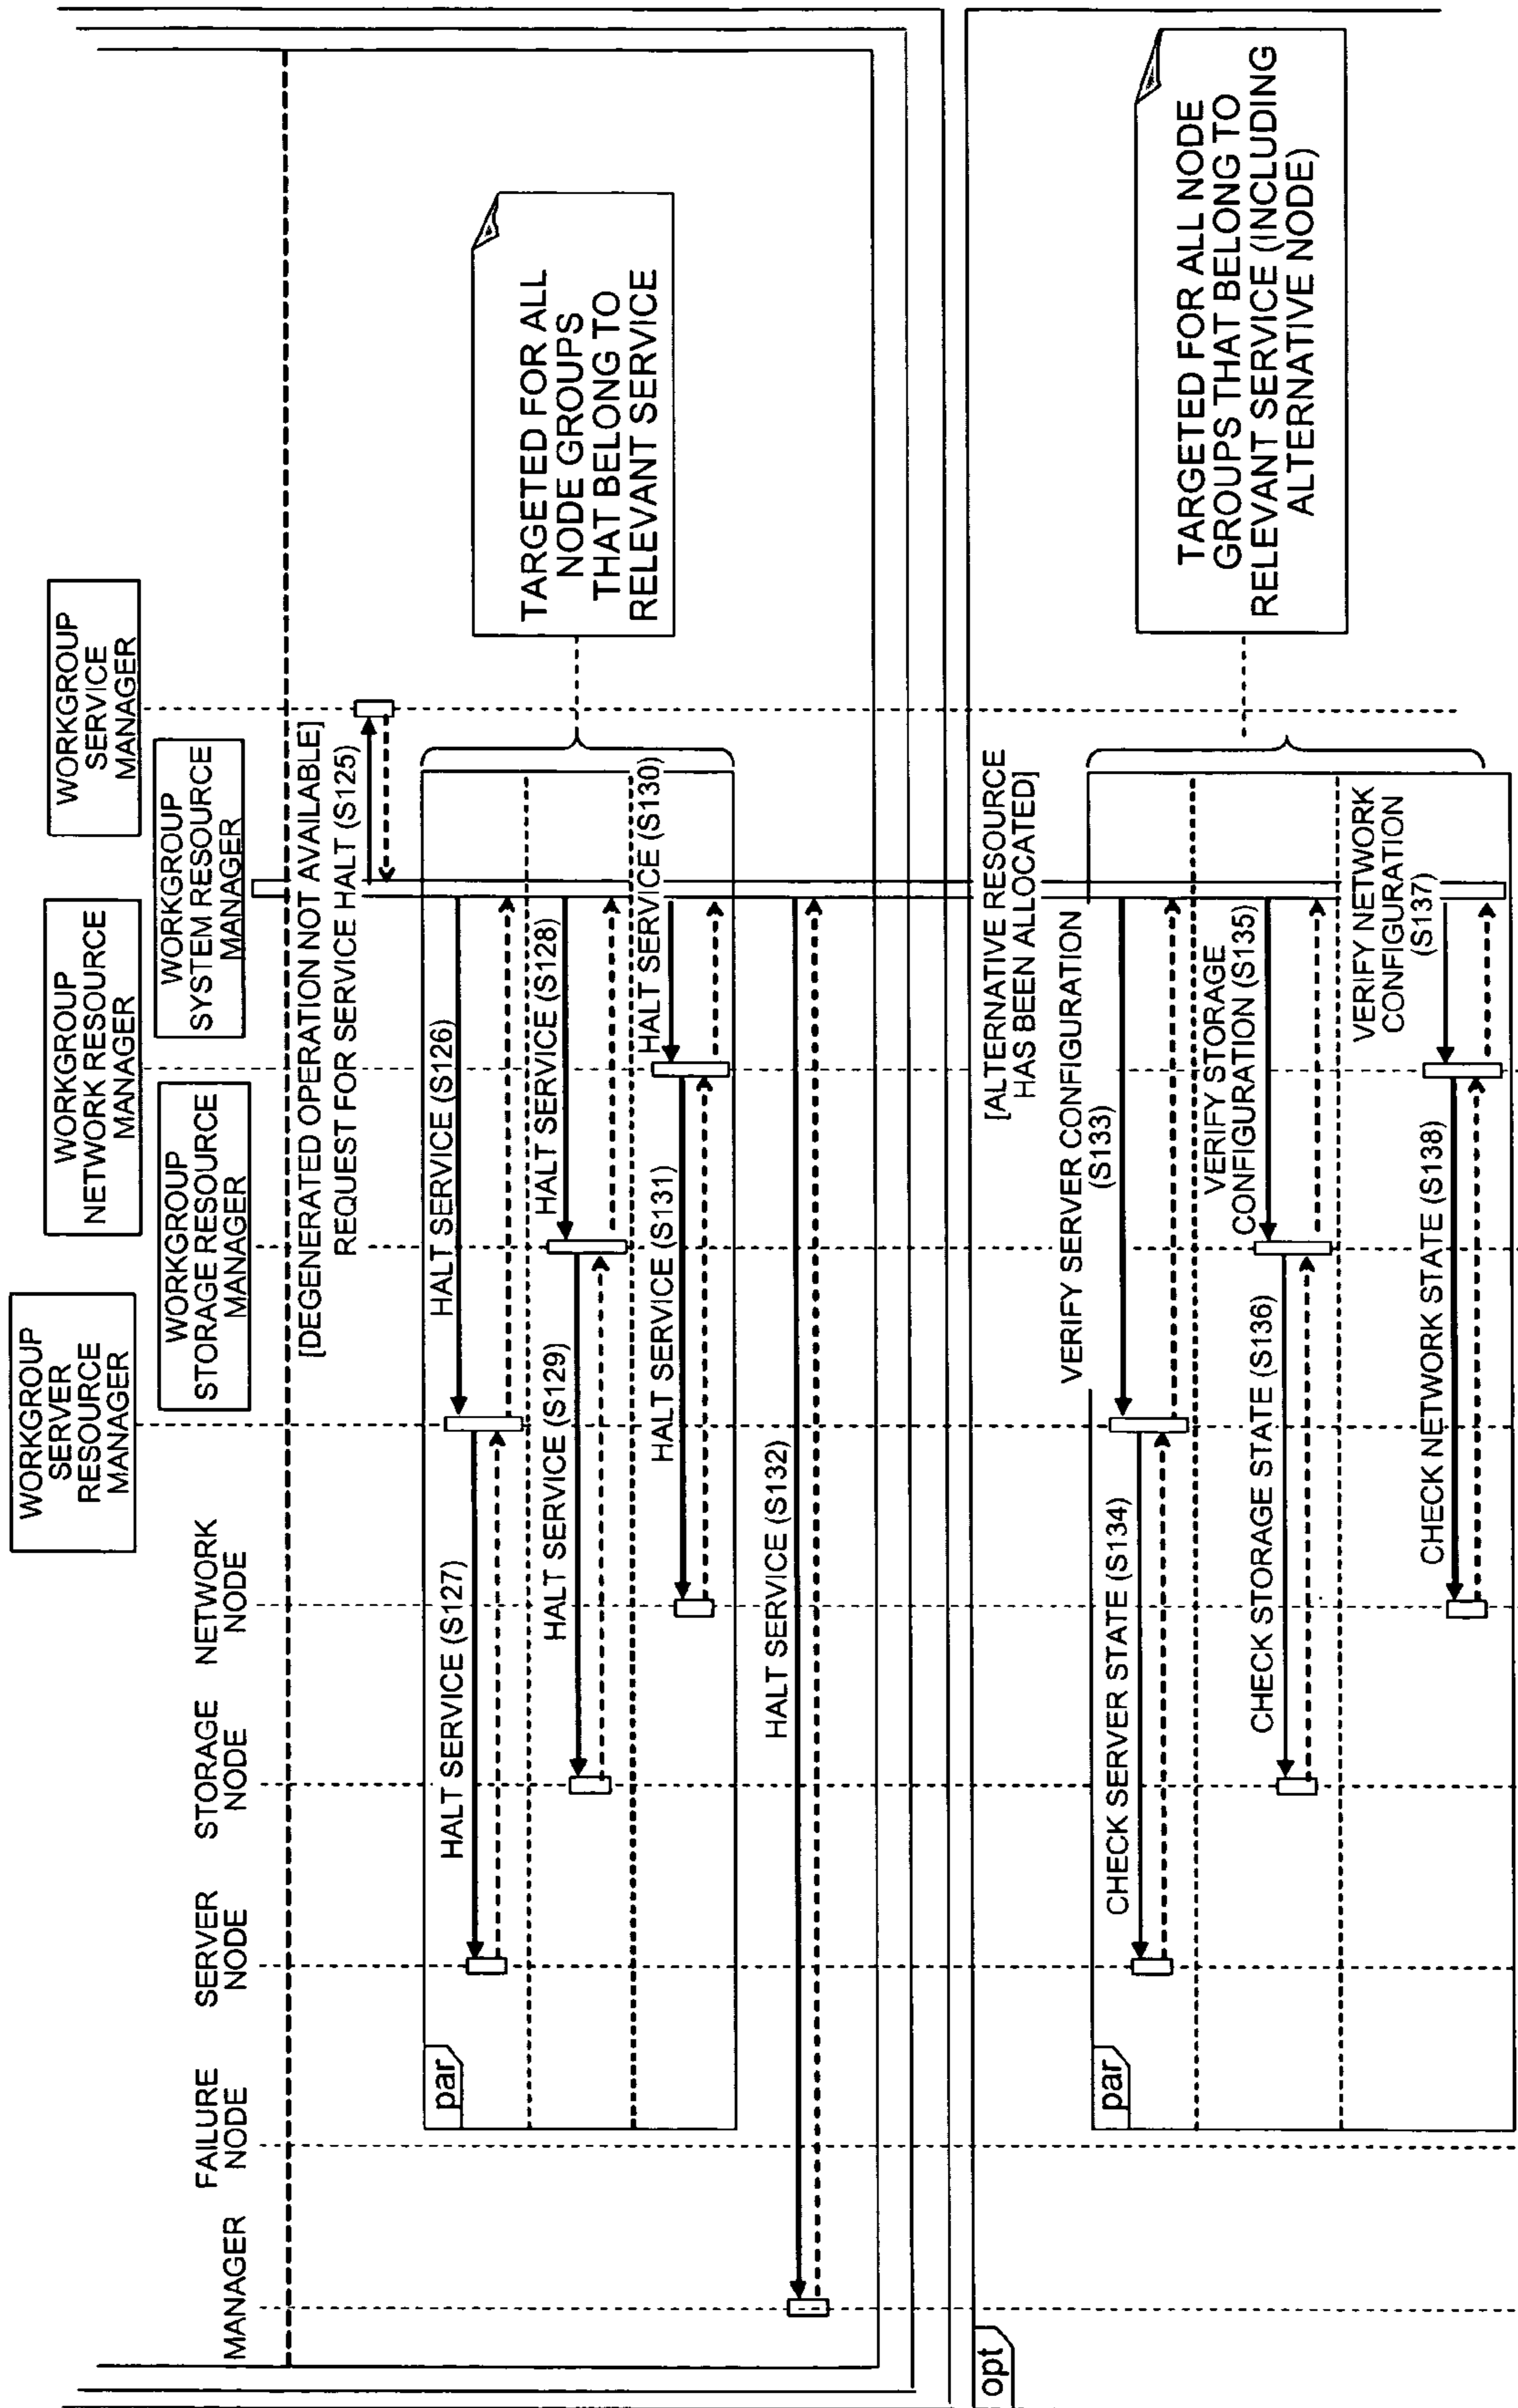 MANAGER
FAILURE
NODE
SERVER
NODE
STORAGE
NODE
NETWORK
NODE
WORKGROUP
SERVER
RESOURCE
MANAGER
WORKGROUP
STORAGE RESOURCE
MANAGER
WORKGROUP
NETWORK RESOURCE
MANAGER
WORKGROUP
SYSTEM RESOURCE
MANAGER
WORKGROUP
SERVICE
MANAGER
[DEGENERATED OPERATION NOT AVAILABLE]
REQUEST FOR SERVICE HALT (S125)
par
HALT SERVICE (S126)
HALT SERVICE (S127)
HALT SERVICE (S128)
HALT SERVICE (S129)
HALT SERVICE (S130)
HALT SERVICE (S131)
TARGETED FOR ALL
NODE GROUPS
THAT BELONG TO
RELEVANT SERVICE
HALT SERVICE (S132)
opt
[ALTERNATIVE RESOURCE
HAS BEEN ALLOCATED]
par
VERIFY SERVER CONFIGURATION
(S133)
CHECK SERVER STATE (S134)
VERIFY STORAGE
CONFIGURATION (S135)
CHECK STORAGE STATE (S136)
VERIFY NETWORK
CONFIGURATION
(S137)
CHECK NETWORK STATE (S138)
TARGETED FOR ALL NODE
GROUPS THAT BELONG TO
RELEVANT SERVICE (INCLUDING
ALTERNATIVE NODE)